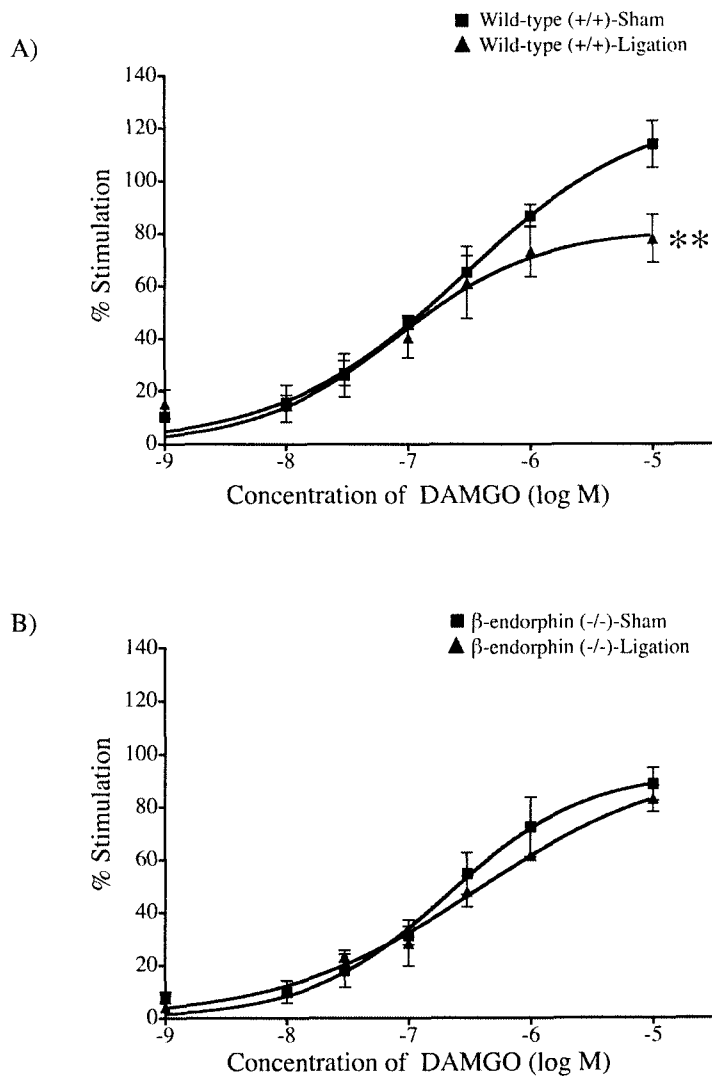 ■ Wild-type (+/+)-Sham
▲ Wild-type (+/+)-Ligation
A)
140
120
100
80
60
40
20
0
% Stimulation
**
-9 -8 -7 -6 -5
Concentration of DAMGO (log M)
■ β-endorphin (-/-)-Sham
▲ β-endorphin (-/-)-Ligation
B)
140
120
100
80
60
40
20
0
% Stimulation
-9 -8 -7 -6 -5
Concentration of DAMGO (log M)